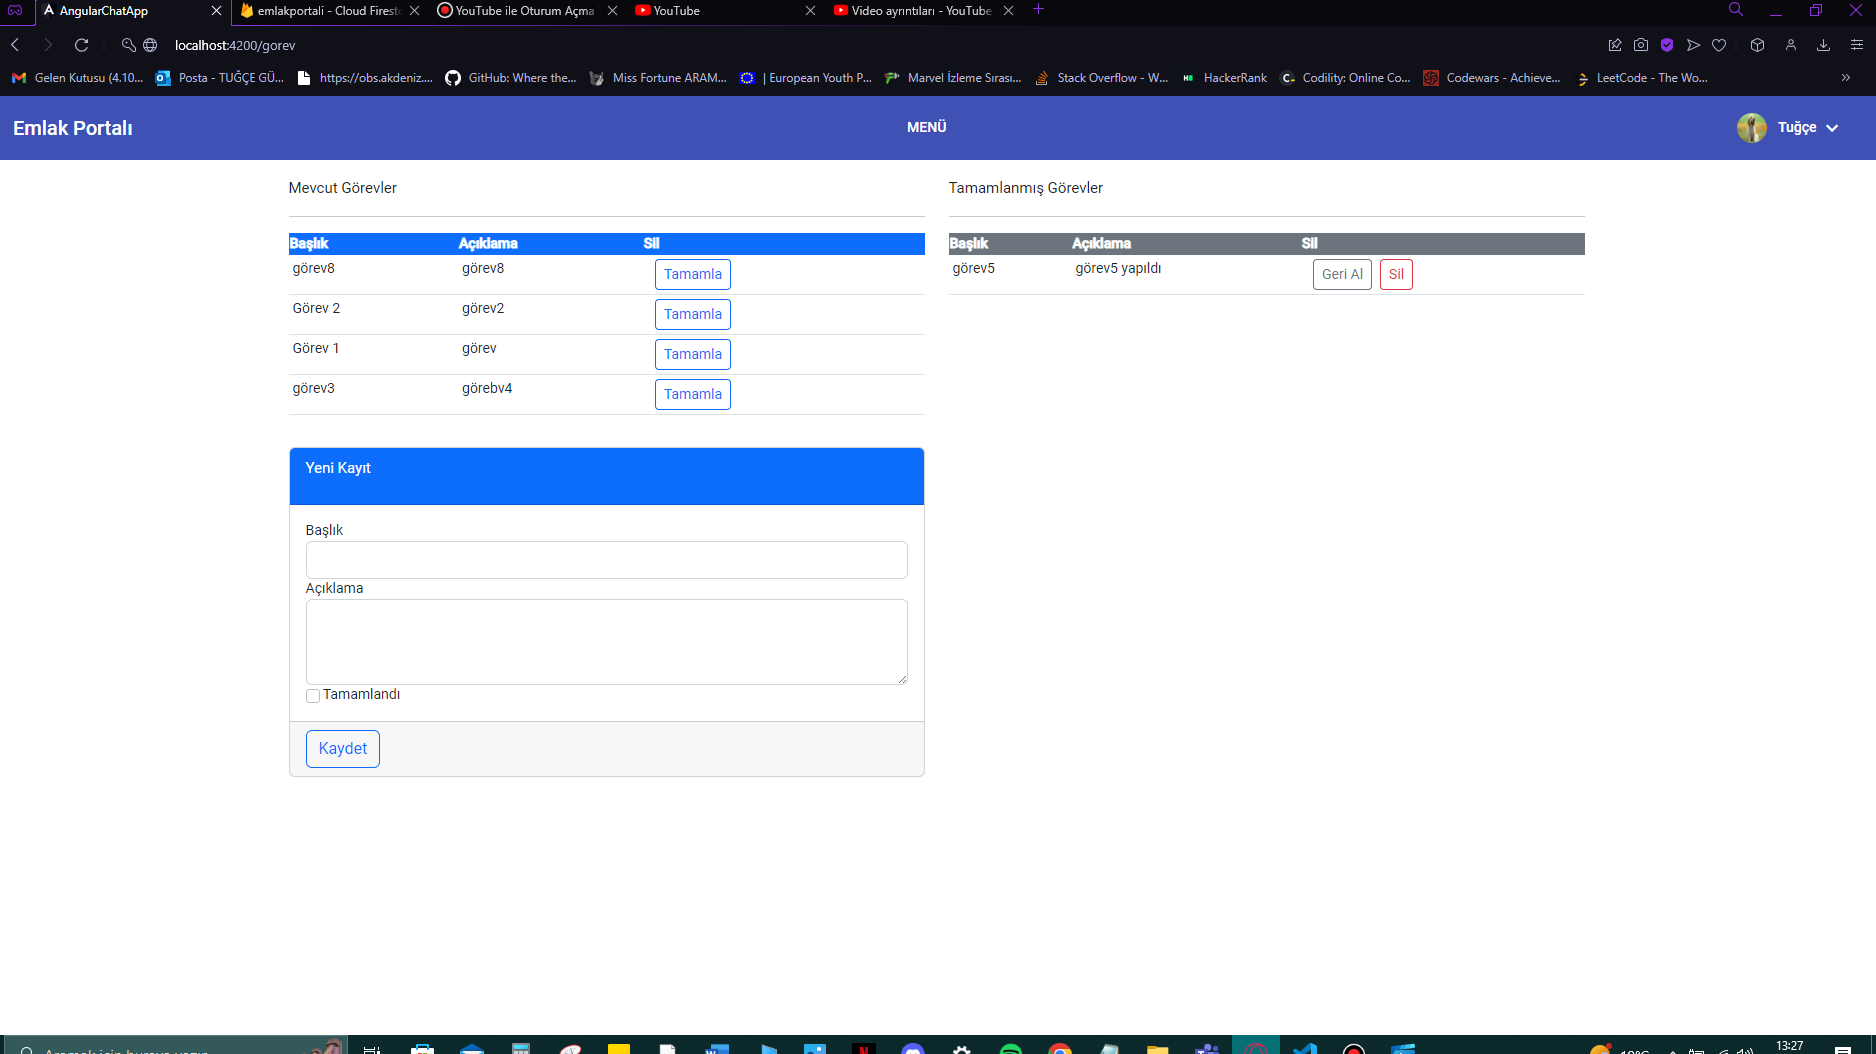 AngularChatApp
emlakportali - Cloud Firest
YouTube ile Oturum Açma
YouTube
Video ayrıntıları - YouTube
localhost:4200/gorev
Gelen Kutusu (4.10...
Posta - TUĞÇE GÜ...
https://obs.akdeniz....
GitHub: Where the...
Miss Fortune ARAM...
| European Youth P...
Marvel İzleme Sırası...
Stack Overflow - W...
HackerRank
Codility: Online Co...
Codewars - Achieve...
LeetCode - The Wo...
Emlak Portalı
MENÜ
Tuğçe
Mevcut Görevler
Başlık Açıklama Sil
görev8 görev8 Tamamla
Görev 2 görev2 Tamamla
Görev 1 görev Tamamla
görev3 görebv4 Tamamla
Tamamlanmış Görevler
Başlık Açıklama Sil
görev5 görev5 yapıldı Geri Al Sil
Yeni Kayıt
Başlık
Açıklama
Tamamlandı
Kaydet
13:27